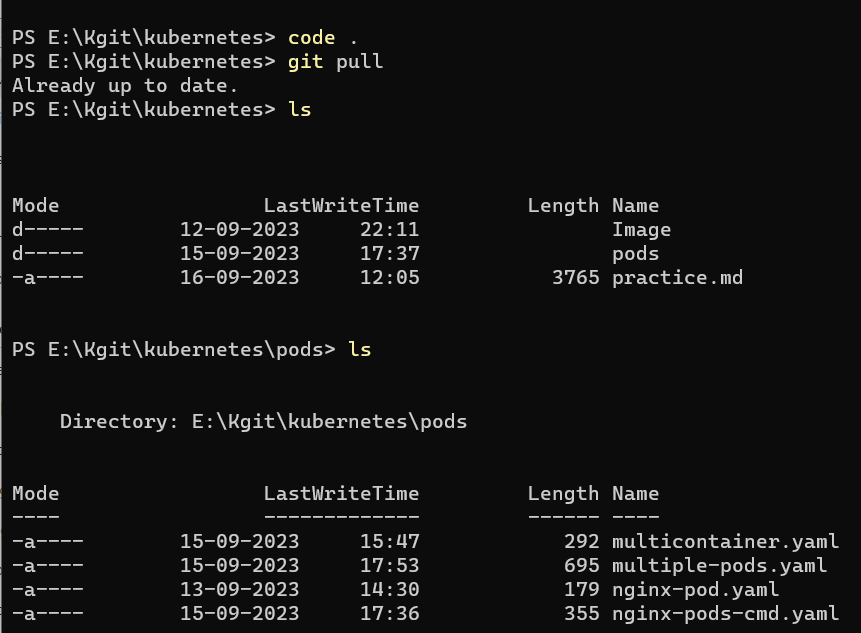 PS E:\Kgit\kubernetes> code .
PS E:\Kgit\kubernetes> git pull
Already up to date.
PS E:\Kgit\kubernetes> ls
Mode                 LastWriteTime         Length Name
d-----        12-09-2023     22:11                Image
d-----        15-09-2023     17:37                pods
-a----        16-09-2023     12:05           3765 practice.md
PS E:\Kgit\kubernetes\pods> ls
    Directory: E:\Kgit\kubernetes\pods
Mode                 LastWriteTime         Length Name
----                 -------------         ------ ----
-a----        15-09-2023     15:47            292 multicontainer.yaml
-a----        15-09-2023     17:53            695 multiple-pods.yaml
-a----        13-09-2023     14:30            179 nginx-pod.yaml
-a----        15-09-2023     17:36            355 nginx-pods-cmd.yaml